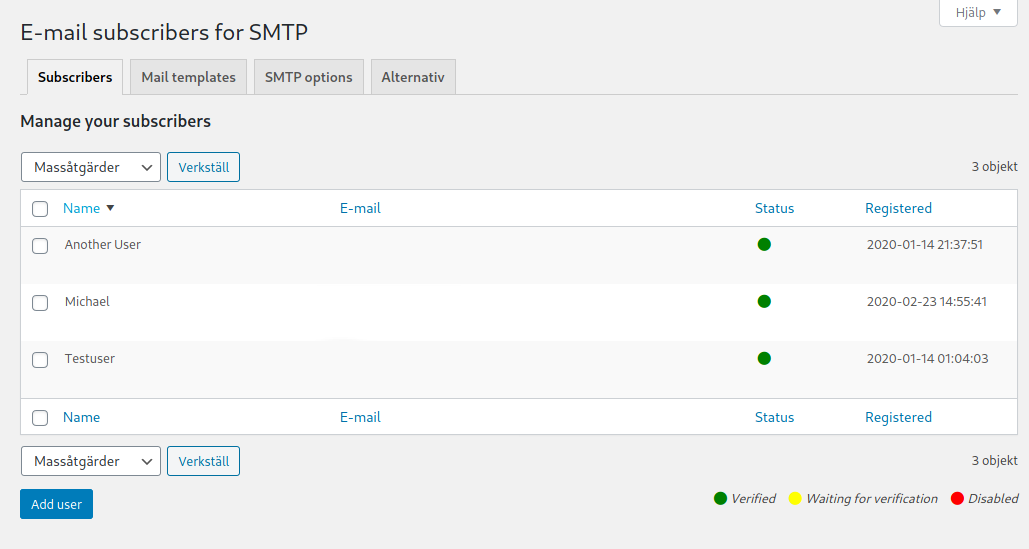 Hjälp
E-mail subscribers for SMTP
Subscribers Mail templates SMTP options Alternativ
Manage your subscribers
Massåtgärder Verkställ 3 objekt
Name E-mail Status Registered
Another User 2020-01-14 21:37:51
Michael 2020-02-23 14:55:41
Testuser 2020-01-14 01:04:03
Name E-mail Status Registered
Massåtgärder Verkställ 3 objekt
Add user Verified Waiting for verification Disabled